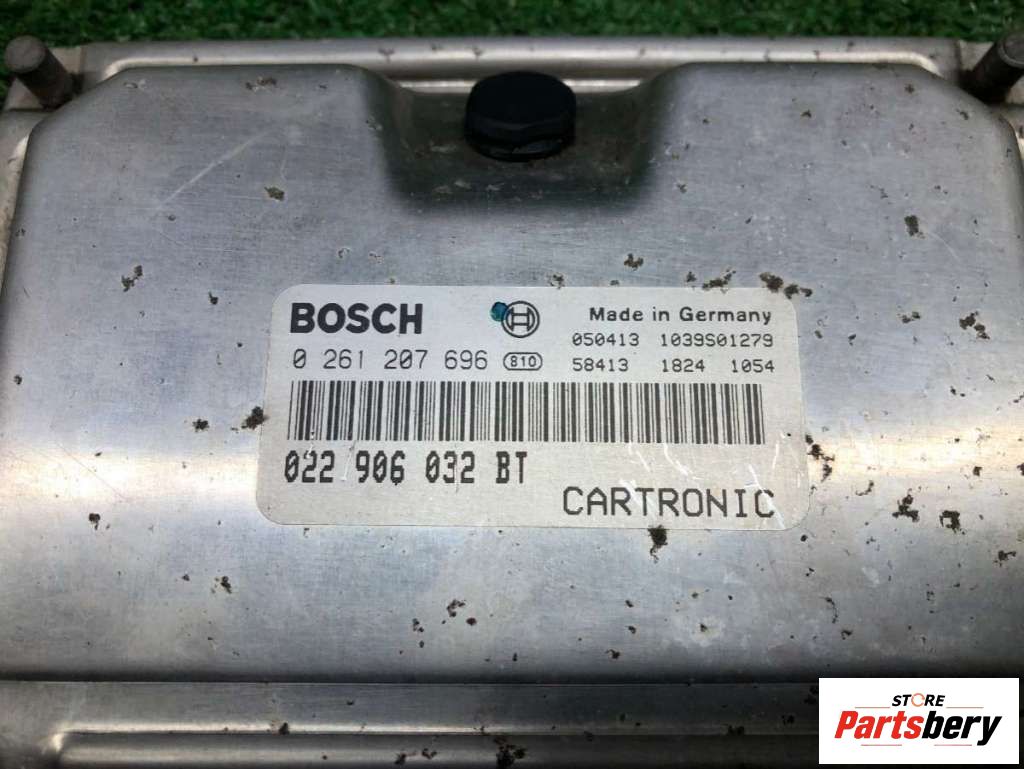 BOSCH
Made in Germany
050413 1039S01279
0 261 207 696 810
58413 1824 1054
022 906 032 BT
CARTRONIC
STORE
Partsbery